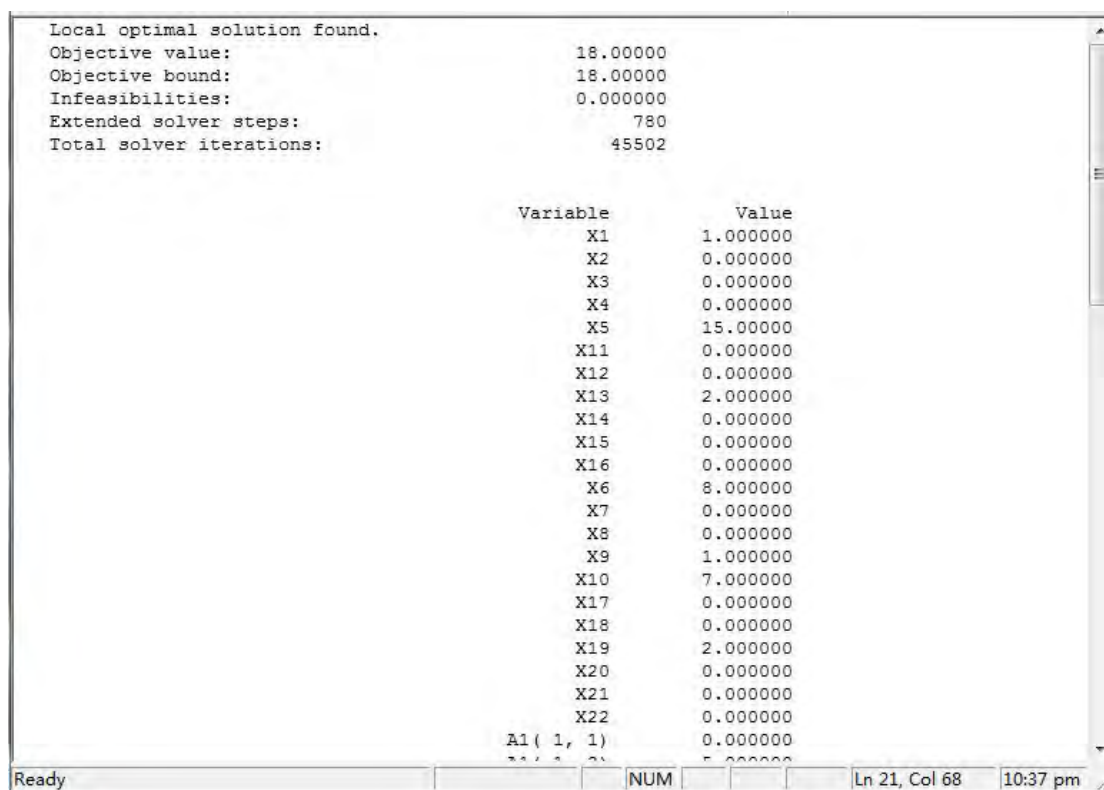 Local optimal solution found.
Objective value: 18.00000
Objective bound: 18.00000
Infeasibilities: 0.000000
Extended solver steps: 780
Total solver iterations: 45502
Variable Value
X1 1.000000
X2 0.000000
X3 0.000000
X4 0.000000
X5 15.00000
X11 0.000000
X12 0.000000
X13 2.000000
X14 0.000000
X15 0.000000
X16 0.000000
X6 8.000000
X7 0.000000
X8 0.000000
X9 1.000000
X10 7.000000
X17 0.000000
X18 0.000000
X19 2.000000
X20 0.000000
X21 0.000000
X22 0.000000
A1( 1, 1) 0.000000
Ready NUM Ln 21, Col 68 10:37 pm